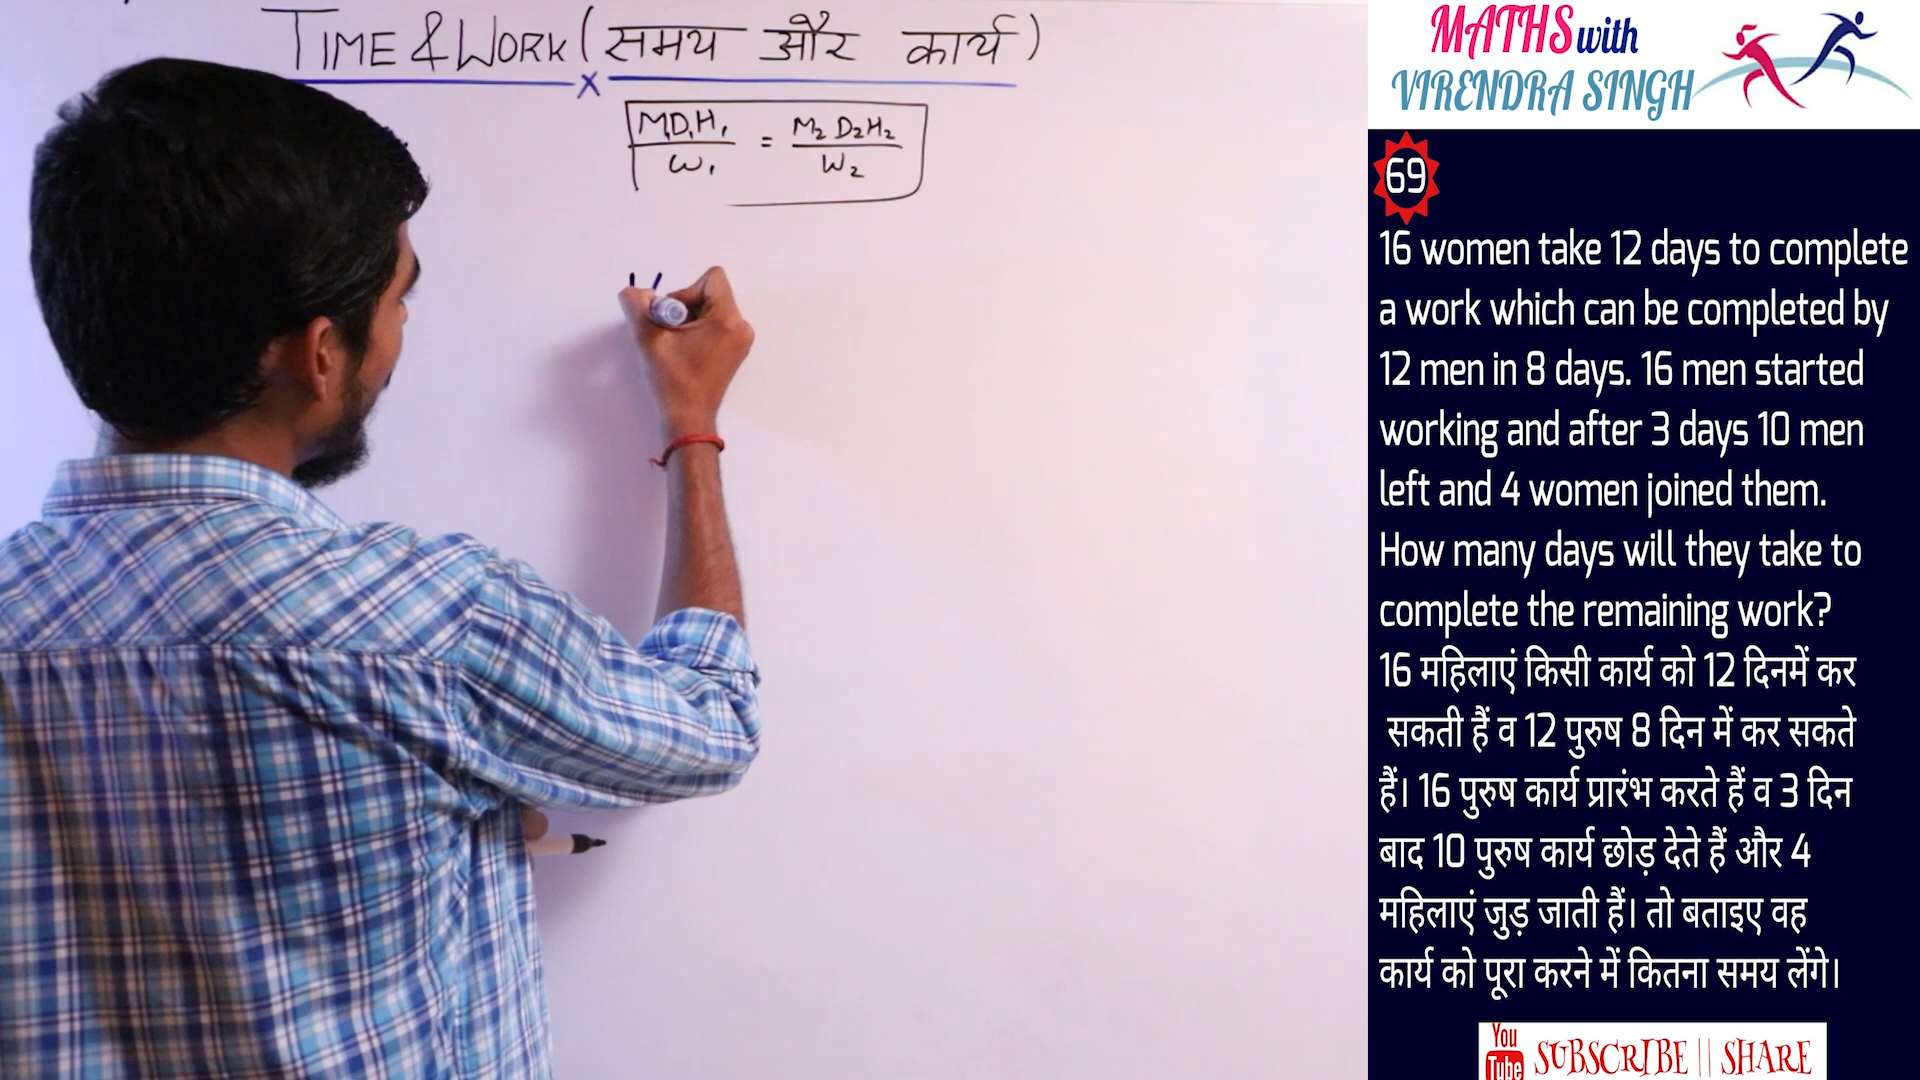 TIME & WORK (समय और कार्य)
x
M1D1H1 / W1 = M2 D2H2 / W2
16
MATHS with
VIRENDRA SINGH
69
16 women take 12 days to complete
a work which can be completed by
12 men in 8 days. 16 men started
working and after 3 days 10 men
left and 4 women joined them.
How many days will they take to
complete the remaining work?
16 महिलाएं किसी कार्य को 12 दिनमें कर
सकती हैं व 12 पुरुष 8 दिन में कर सकते
हैं। 16 पुरुष कार्य प्रारंभ करते हैं व 3 दिन
बाद 10 पुरुष कार्य छोड़ देते हैं और 4
महिलाएं जुड़ जाती हैं। तो बताइए वह
कार्य को पूरा करने में कितना समय लेंगे।
You Tube SUBSCRIBE || SHARE